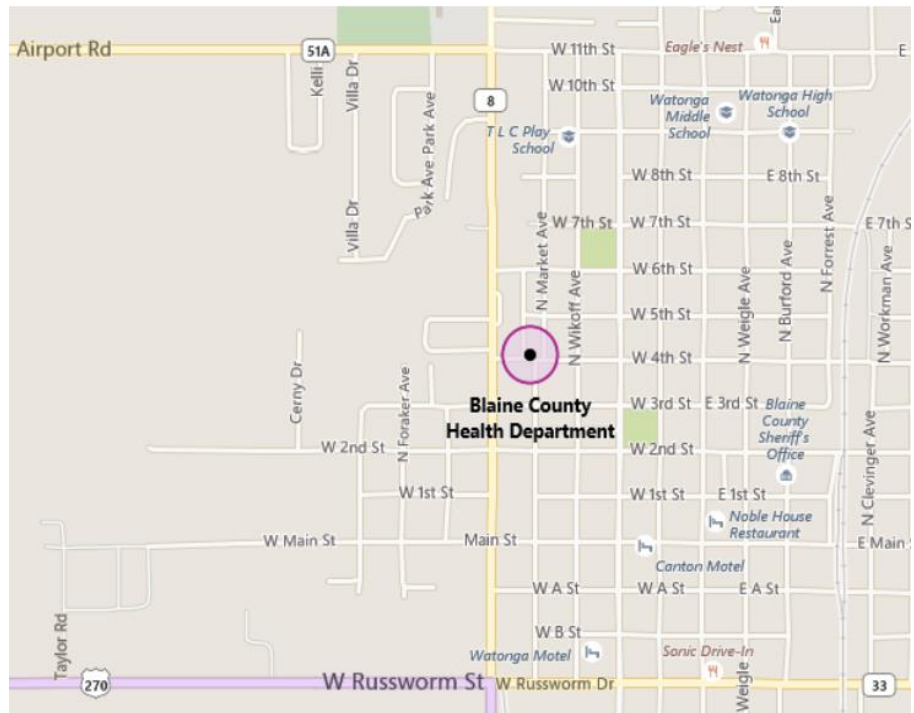 Airport Rd
51A
Kelli
Villa Dr
Park Ave
Park Ave
Villa Dr
8
W 11th St
Eagle's Nest
E
W 10th St
Watonga
Middle
School
Watonga High
School
T L C Play
School
W 8th St
E 8th St
W 7th St
W 7th St
E 7th S
N Market Ave
W 6th St
N Forrest Ave
W 5th St
N Wikoff Ave
N Weigle Ave
N Burford Ave
N Workman Ave
W 4th St
Blaine County
Health Department
Cerny Dr
N Foraker Ave
W 3rd St
E 3rd St
Blaine
County
Sheriff's
Office
W 2nd St
W 2nd St
N Clevinger Ave
W 1st St
W 1st St
E 1st St
Noble House
Restaurant
W Main St
Main St
E Main
Canton Motel
W A St
W A St
E A St
W B St
Taylor Rd
Watonga Motel
Sonic Drive-In
Weigle
270
W Russworm St
W Russworm Dr
33